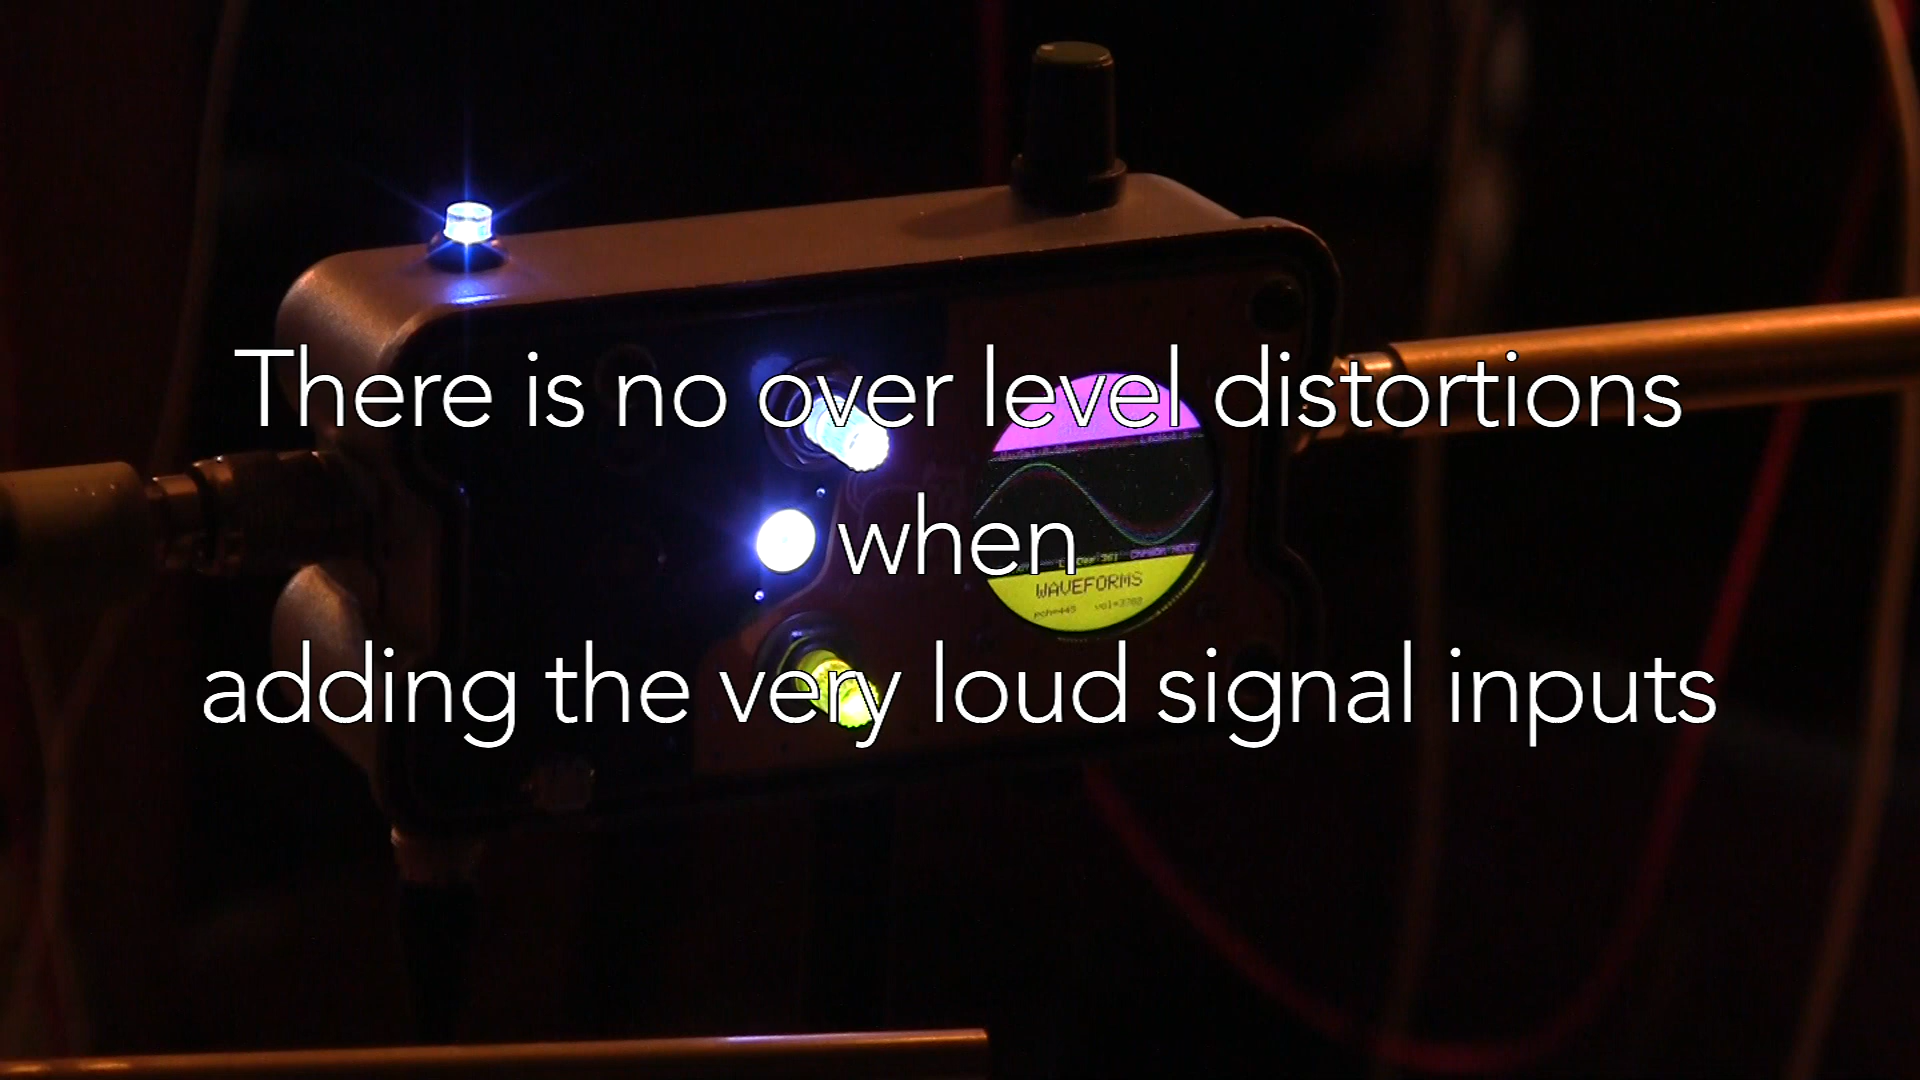 There is no over level distortions
when
adding the very loud signal inputs
WAVEFORMS